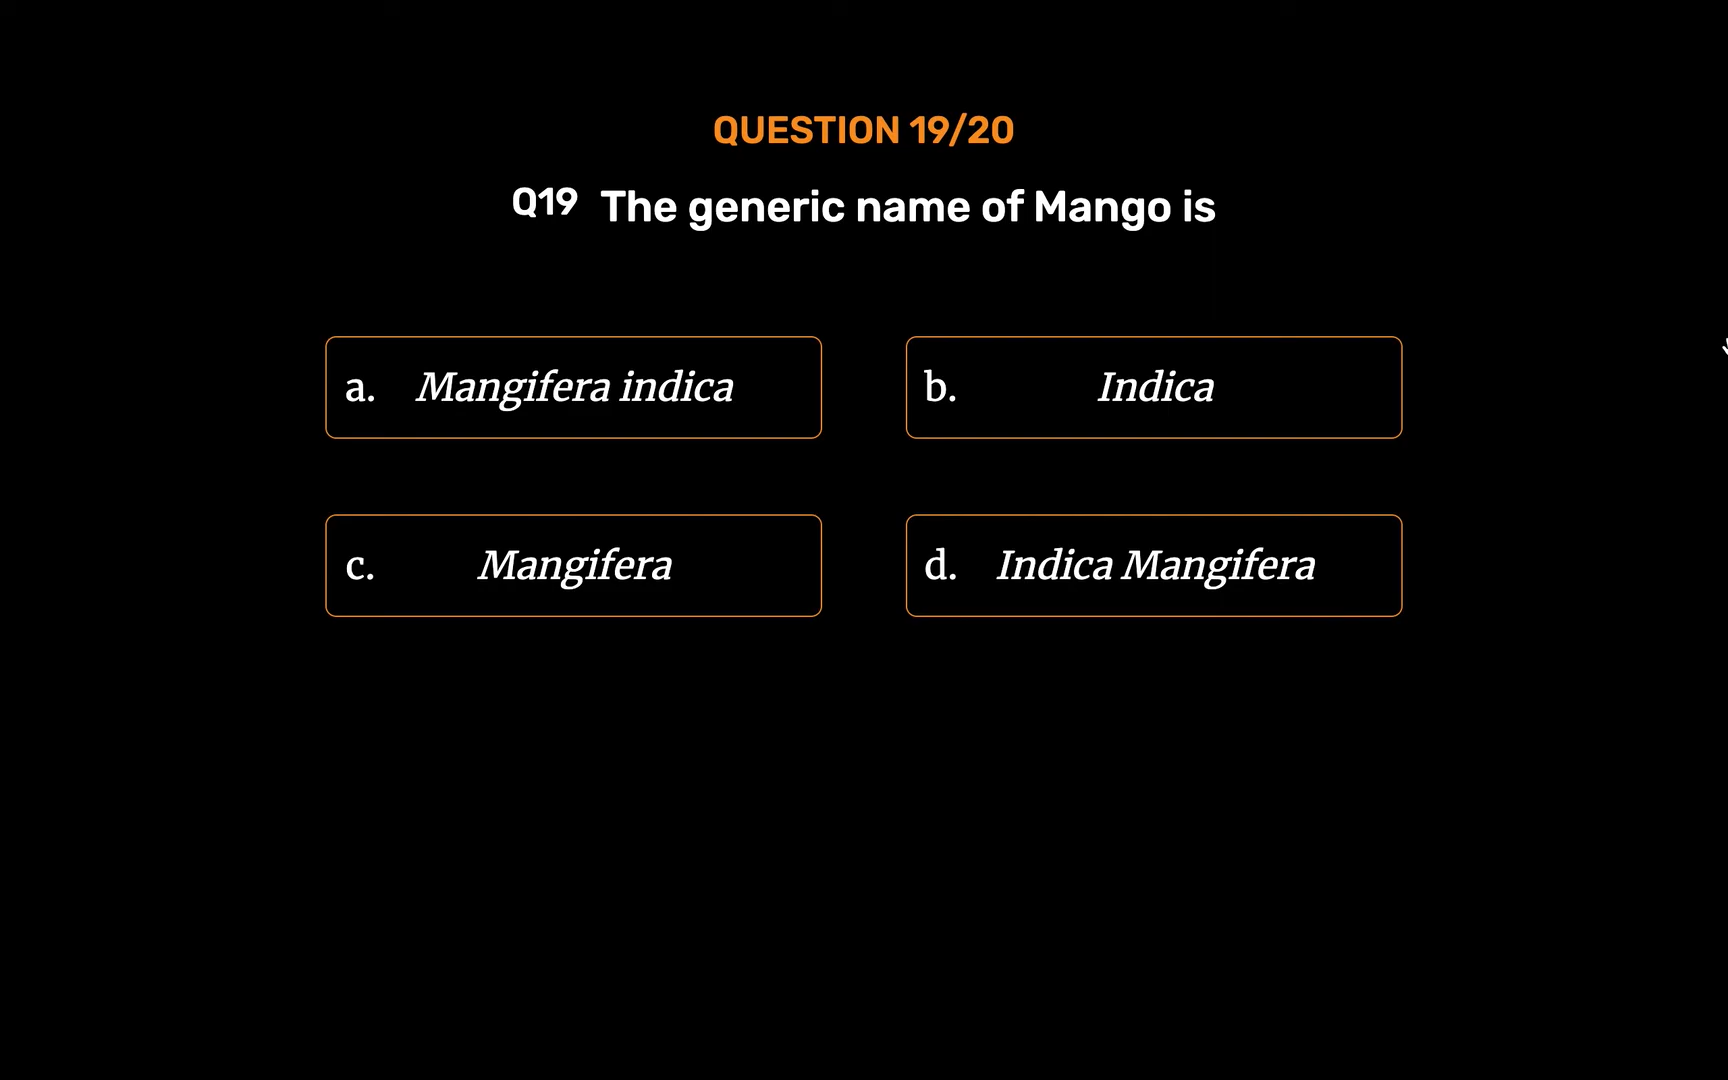 QUESTION 19/20
Q19 The generic name of Mango is
a. Mangifera indica
b. Indica
c. Mangifera
d. Indica Mangifera